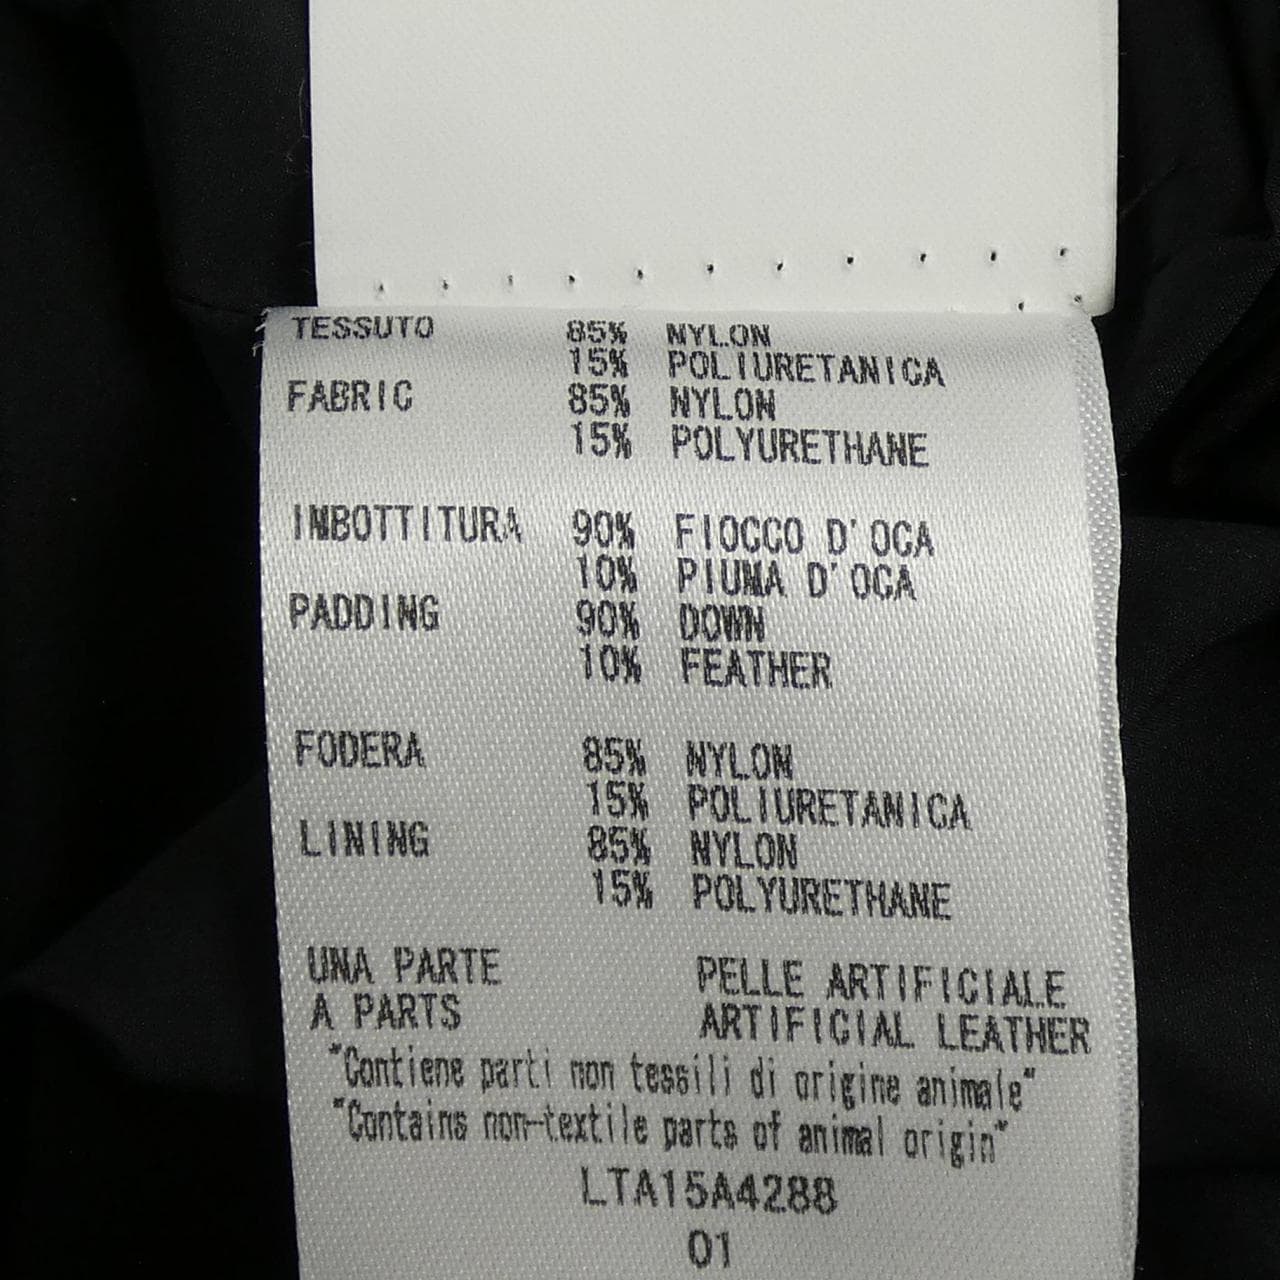 TESSUTO 85% NYLON
15% POLIURETANICA
FABRIC 85% NYLON
15% POLYURETHANE
IMBOTTITURA 90% FIOCCO D'OCA
10% PIUMA D'OCA
PADDING 90% DOWN
10% FEATHER
FODERA 85% NYLON
15% POLIURETANICA
LINING 85% NYLON
15% POLYURETHANE
UNA PARTE PELLE ARTIFICIALE
A PARTS ARTIFICIAL LEATHER
"Contiene parti non tessili di origine animale"
"Contains non-textile parts of animal origin"
LTA15A4288
01